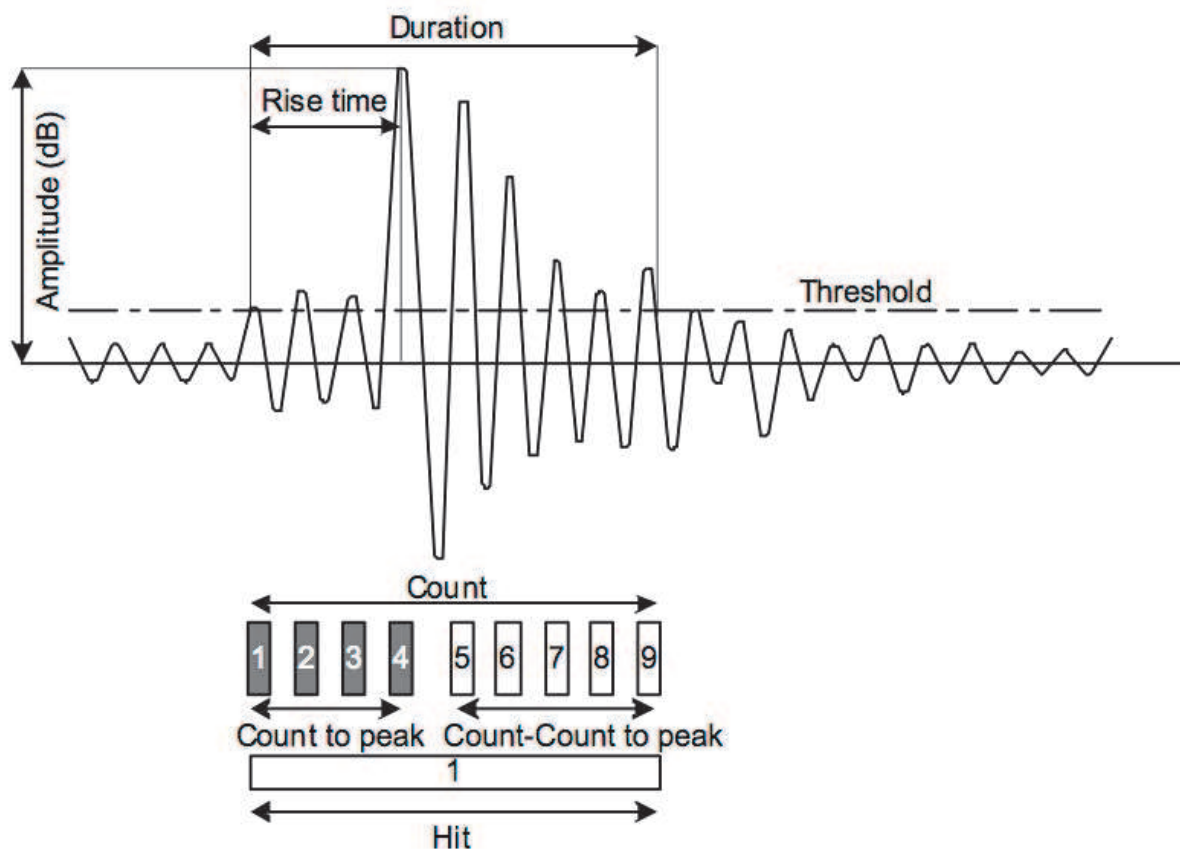 Duration
Rise time
Amplitude (dB)
Threshold
Count
1 2 3 4 5 6 7 8 9
Count to peak Count-Count to peak
1
Hit